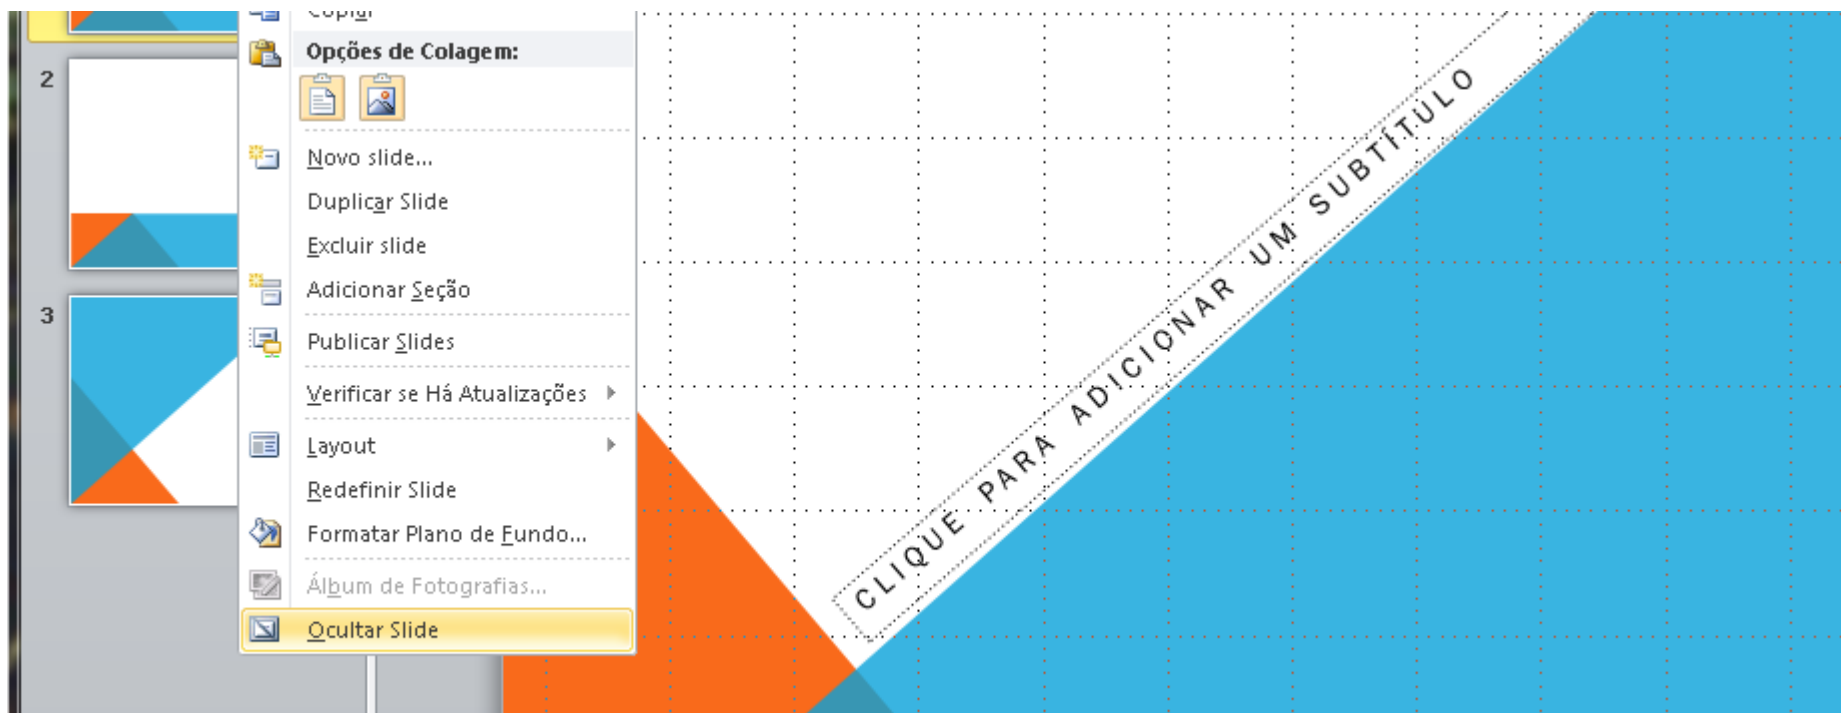 Copiar
Opções de Colagem:
2
Novo slide...
Duplicar Slide
Excluir slide
Adicionar Seção
3
Publicar Slides
Verificar se Há Atualizações
Layout
Redefinir Slide
Formatar Plano de Fundo...
Álbum de Fotografias...
Ocultar Slide
CLIQUE PARA ADICIONAR UM SUBTÍTULO